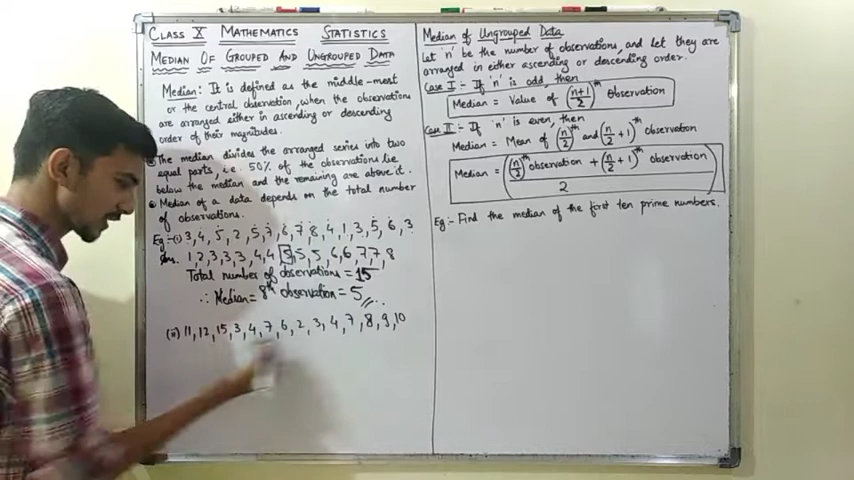 CLASS X MATHEMATICS STATISTICS
MEDIAN OF GROUPED AND UNGROUPED DATA
Median: It is defined as the middle-most
or the central observation, when the observations
are arranged either in ascending or descending
order of their magnitudes.
The median divides the arranged series into two
equal parts, i.e. 50% of the observations lie
below the median and the remaining are above it.
Median of a data depends on the total number
of observations.
Eg:-(i) 3, 4, 5, 2, 5, 7, 6, 7, 8, 4, 1, 3, 5, 6, 3
Ans. 1, 2, 3, 3, 3, 4, 4, 5, 5, 5, 6, 6, 7, 7, 8
Total number of observations = 15
∴ Median = 8th observation = 5
(ii) 11, 12, 15, 3, 4, 7, 6, 2, 3, 4, 7, 8, 9, 10
Median of Ungrouped Data
Let 'n' be the number of observations, and let they are
arranged in either ascending or descending order.
Case I :- If 'n' is odd, then
Median = Value of (n+1/2)th Observation
Case II :- If 'n' is even, then
Median = Mean of (n/2)th and (n/2 + 1)th observation
Median = ((n/2)th observation + (n/2 + 1)th observation / 2)
Eg:- Find the median of the first ten prime numbers.